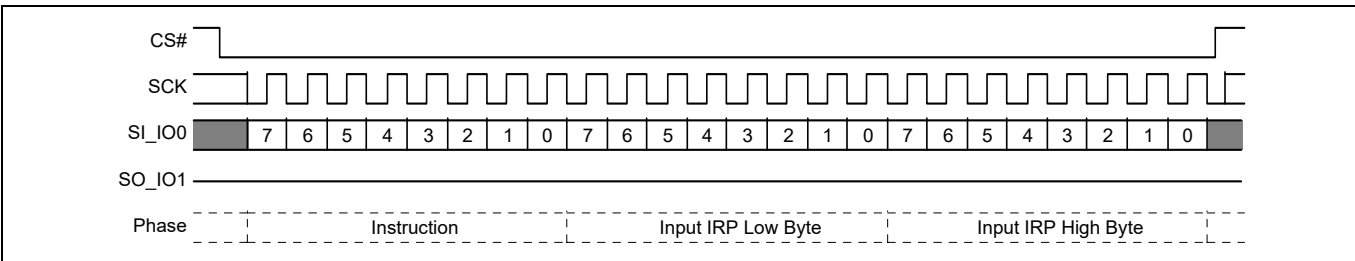 CS#
SCK
SI_IO0 7 6 5 4 3 2 1 0 7 6 5 4 3 2 1 0 7 6 5 4 3 2 1 0
SO_IO1
Phase Instruction Input IRP Low Byte Input IRP High Byte